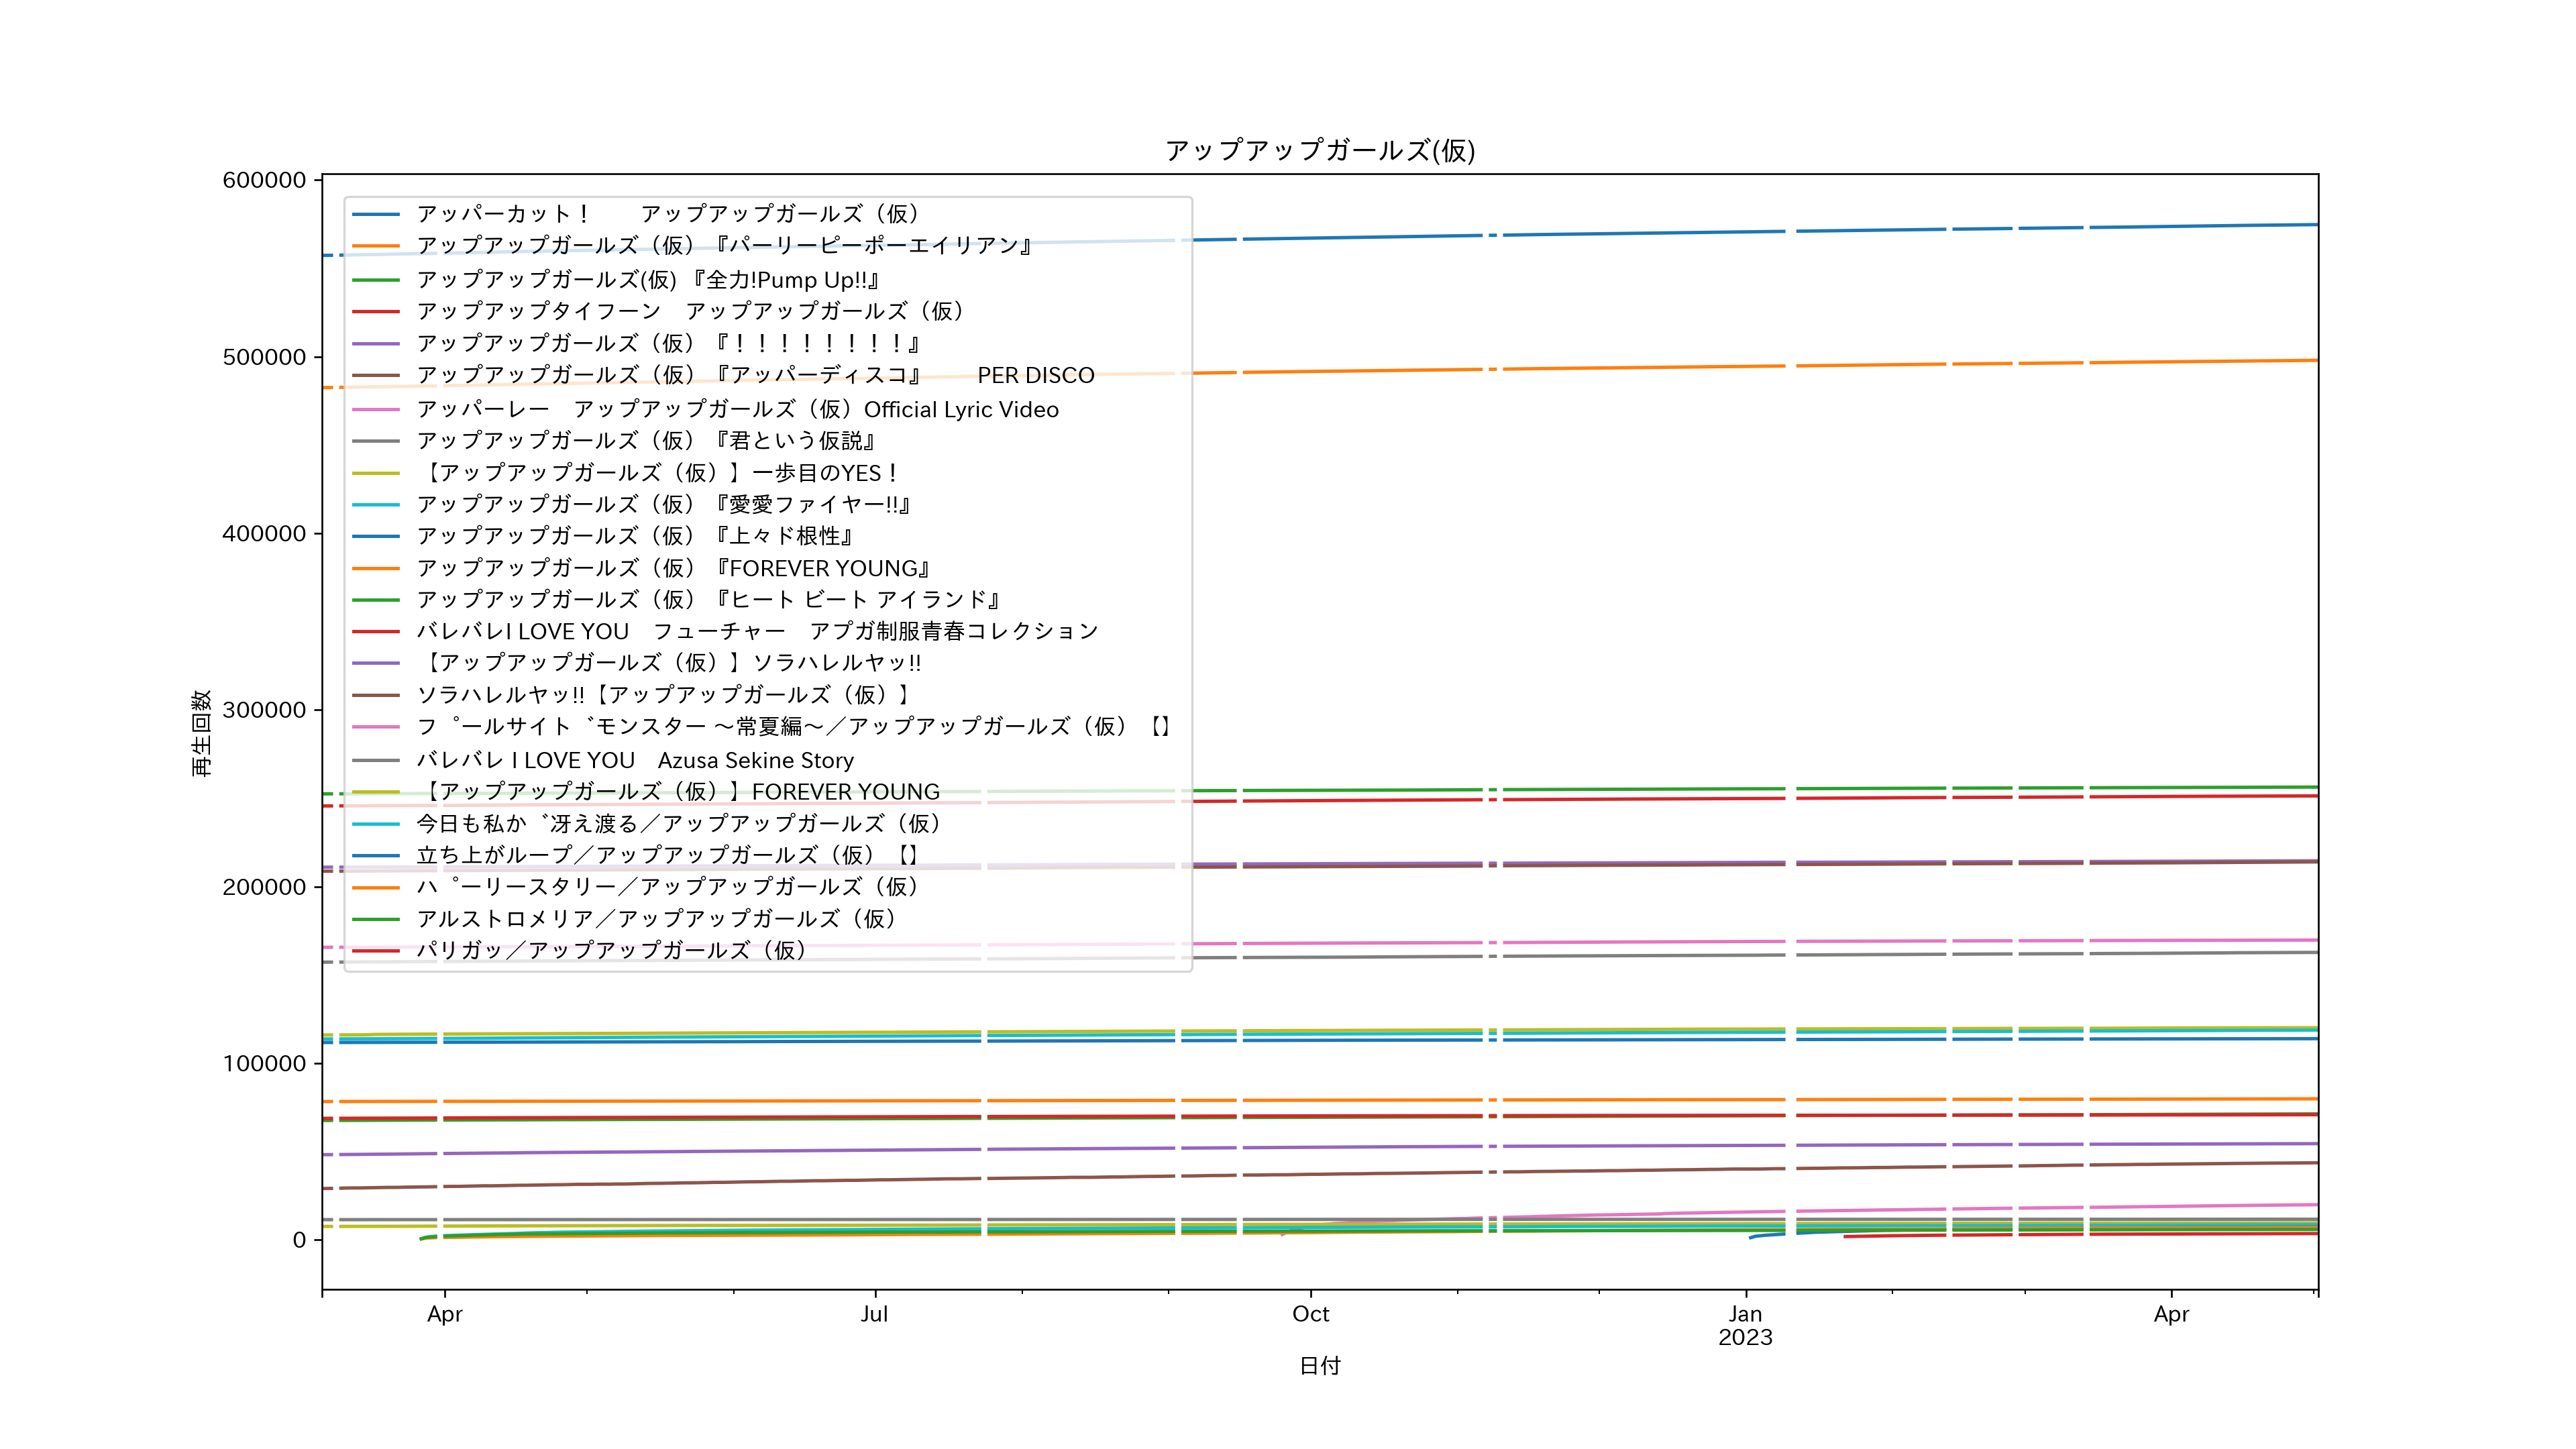 アップアップガールズ(仮)
600000
500000
400000
300000
200000
100000
0
再生回数
アッパーカット！　　アップアップガールズ（仮）
アップアップガールズ（仮）『パーリーピーポーエイリアン』
アップアップガールズ(仮) 『全力!Pump Up!!』
アップアップタイフーン　アップアップガールズ（仮）
アップアップガールズ（仮）『！！！！！！！！』
アップアップガールズ（仮）『アッパーディスコ』　　PER DISCO
アッパーレー　アップアップガールズ（仮）Official Lyric Video
アップアップガールズ（仮）『君という仮説』
【アップアップガールズ（仮）】一歩目のYES！
アップアップガールズ（仮）『愛愛ファイヤー!!』
アップアップガールズ（仮）『上々ド根性』
アップアップガールズ（仮）『FOREVER YOUNG』
アップアップガールズ（仮）『ヒート ビート アイランド』
バレバレI LOVE YOU　フューチャー　アプガ制服青春コレクション
【アップアップガールズ（仮）】ソラハレルヤッ!!
ソラハレルヤッ!!【アップアップガールズ（仮）】
フ゜ールサイト゛モンスター ～常夏編～／アップアップガールズ（仮）【】
バレバレ I LOVE YOU　Azusa Sekine Story
【アップアップガールズ（仮）】FOREVER YOUNG
今日も私か゛冴え渡る／アップアップガールズ（仮）
立ち上がループ／アップアップガールズ（仮）【】
ハ゜ーリースタリー／アップアップガールズ（仮）
アルストロメリア／アップアップガールズ（仮）
パリガッ／アップアップガールズ（仮）
Apr Jul Oct Jan Apr
2023
日付